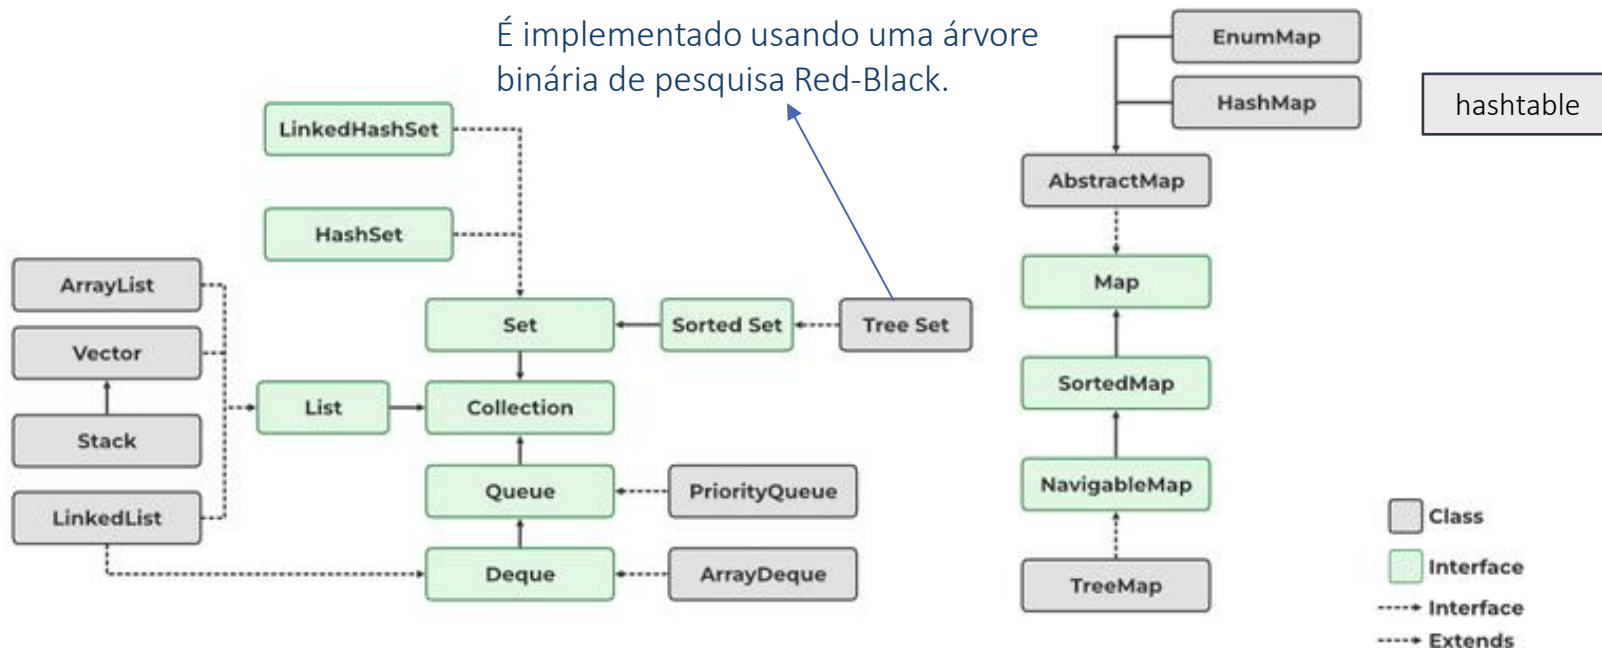 É implementado usando uma árvore
binária de pesquisa Red-Black.
EnumMap
HashMap
hashtable
LinkedHashSet
HashSet
AbstractMap
ArrayList
Vector
Stack
LinkedList
List
Set
Sorted Set
Tree Set
Collection
Queue
PriorityQueue
Deque
ArrayDeque
Map
SortedMap
NavigableMap
TreeMap
Class
Interface
Interface
Extends